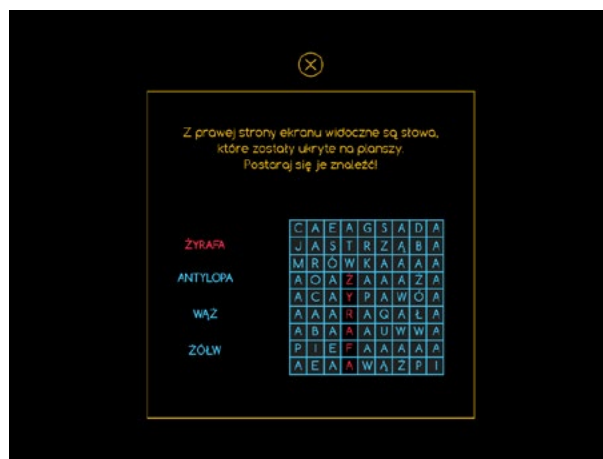 Z prawej strony ekranu widoczne są słowa,
które zostały ukryte na planszy.
Postaraj się je znaleźć!
C A E A G S A D A
ŻYRAFA
J A S T R Z Ą B A
M R Ó W K A A A A
ANTYLOPA
A O A Ż A A A Ż A
A C A Y P A W Ó A
WĄŻ
A A A R A Q A Ł A
A B A A U W W A
ŻÓŁW
P I E F A A A A A
A E A A W Ą Ż P I